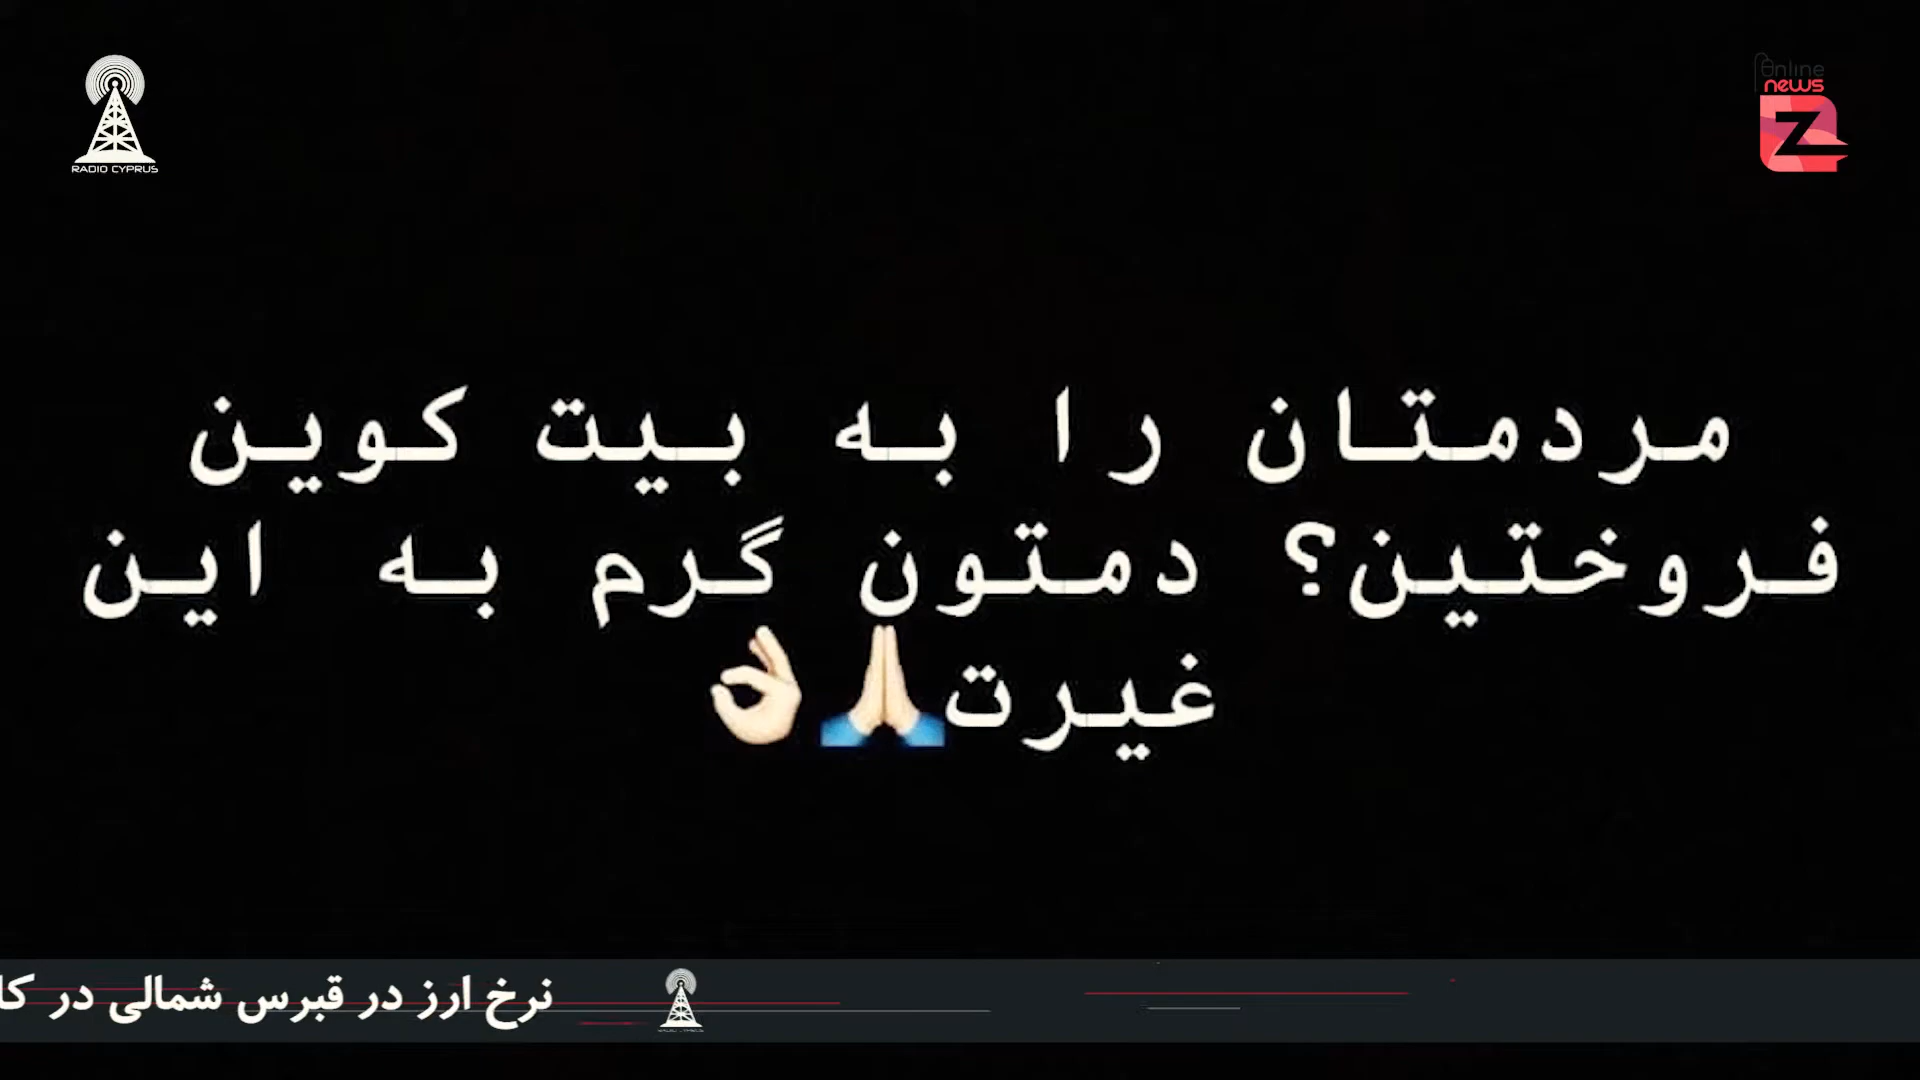 RADIO CYPRUS
Online
news
Z
مردمتان را به بیت کوین
فروختین؟ دمتون گرم به این
غیرت🙏🏻👌🏻
نرخ ارز در قبرس شمالی در